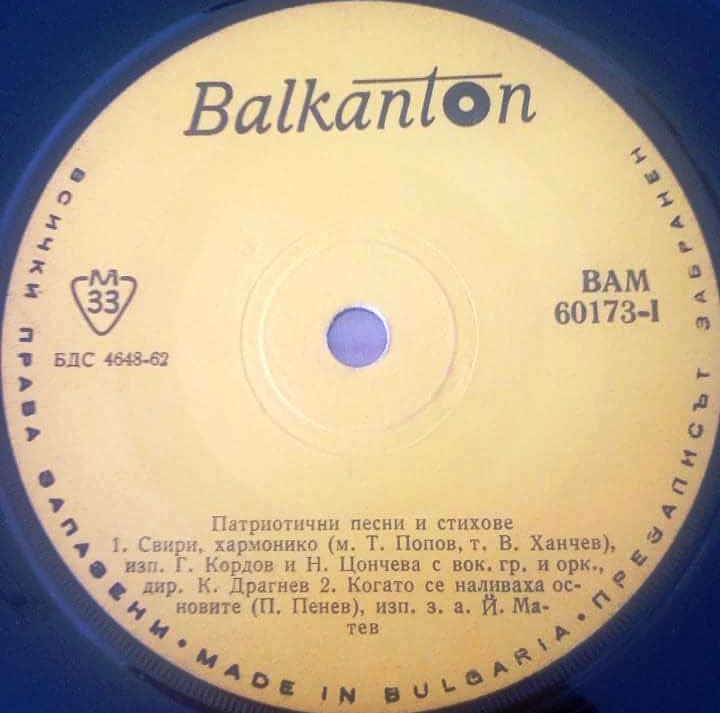 Balkanton
ВСИЧКИ ПРАВА ЗАПАЗЕНИ • MADE IN BULGARIA • ПРЕЗАПИСЪТ ЗАБРАНЕН
М
33
БДС 4648-62
ВАМ
60173-I
Патриотични песни и стихове
1. Свири, хармонико (м. Т. Попов, т. В. Ханчев),
изп. Г. Кордов и Н. Цончева с вок. гр. и орк.,
дир. К. Драгнев 2. Когато се наливаха ос-
новите (П. Пенев), изп. з. а. Й. Ма-
тев